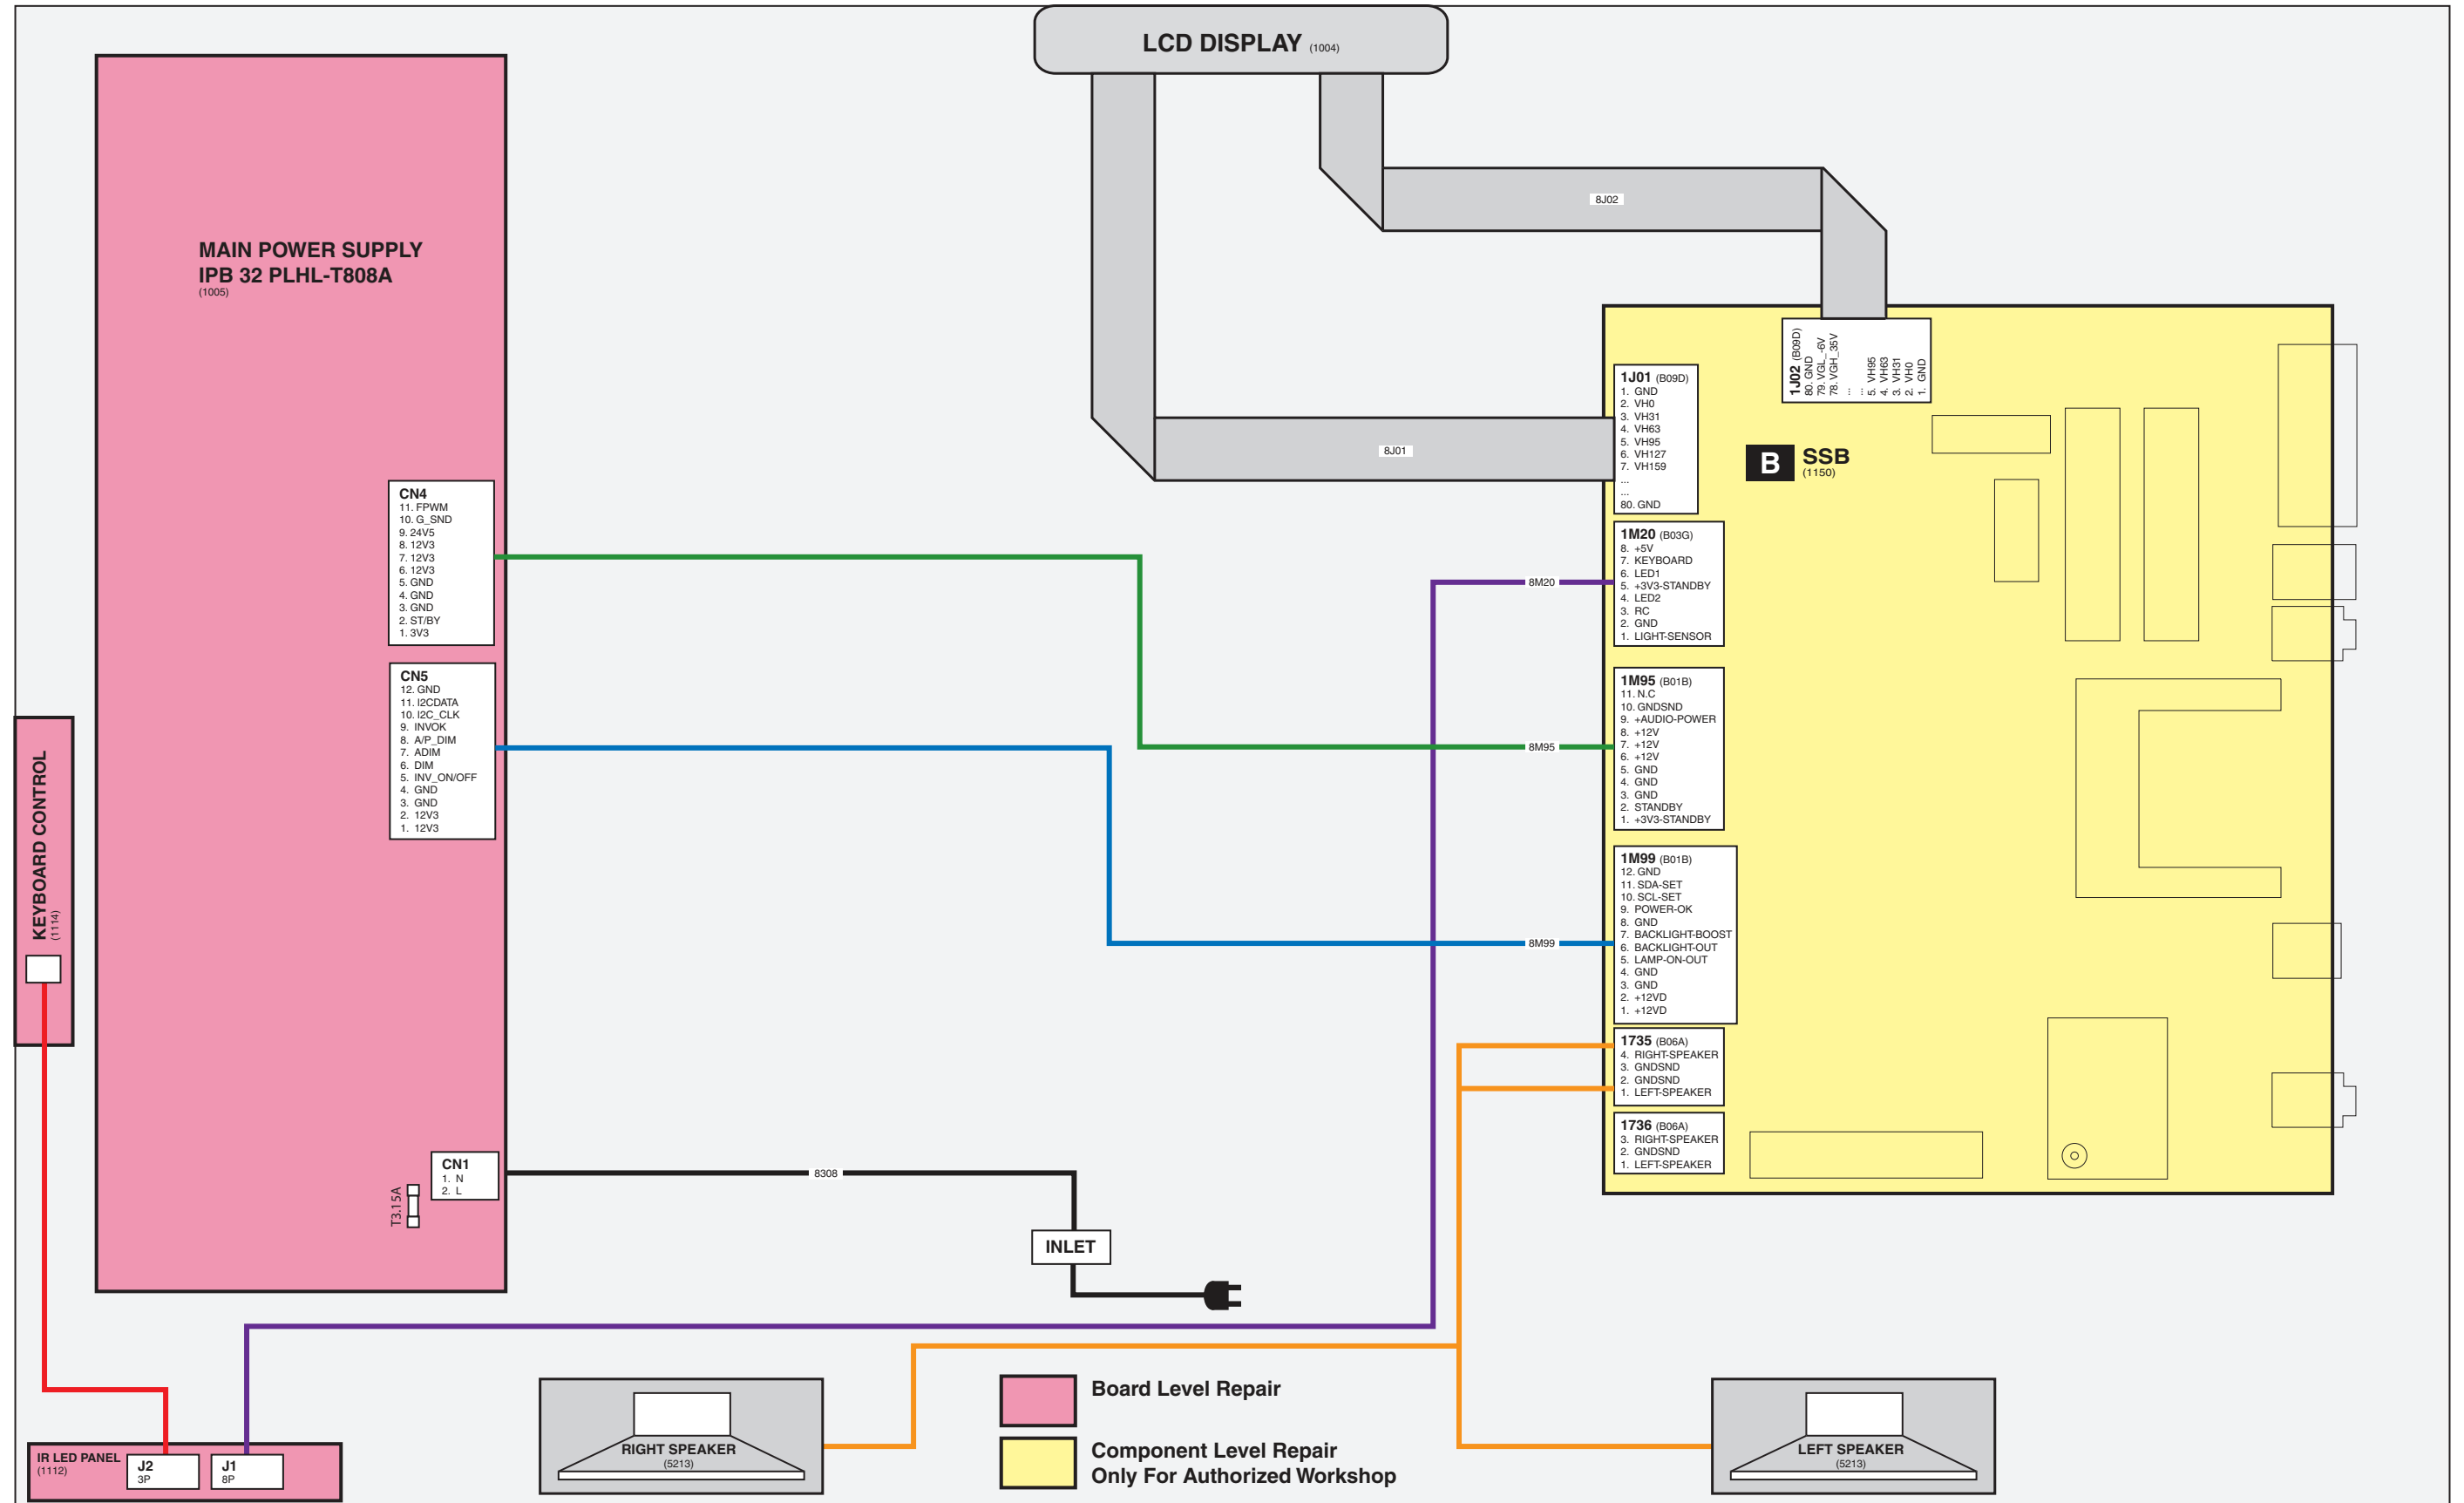 LCD DISPLAY (1004)
8J02
MAIN POWER SUPPLY
IPB 32 PLHL-T808A
(1005)
1J02 (B09D)
80. GND
79. VGL_-6V
78. VGH_35V
...
...
5. VH95
4. VH63
3. VH31
2. VH0
1. GND
1J01 (B09D)
1. GND
2. VH0
3. VH31
4. VH63
5. VH95
6. VH127
7. VH159
...
...
80. GND
8J01
B SSB
(1150)
CN4
11. FPWM
10. G_SND
9. 24V5
8. 12V3
7. 12V3
6. 12V3
5. GND
4. GND
3. GND
2. ST/BY
1. 3V3
1M20 (B03G)
8. +5V
7. KEYBOARD
6. LED1
5. +3V3-STANDBY
4. LED2
3. RC
2. GND
1. LIGHT-SENSOR
8M20
CN5
12. GND
11. I2CDATA
10. I2C_CLK
9. INVOK
8. A/P_DIM
7. ADIM
6. DIM
5. INV_ON/OFF
4. GND
3. GND
2. 12V3
1. 12V3
1M95 (B01B)
11. N.C
10. GNDSND
9. +AUDIO-POWER
8. +12V
7. +12V
6. +12V
5. GND
4. GND
3. GND
2. STANDBY
1. +3V3-STANDBY
8M95
KEYBOARD CONTROL
(1114)
1M99 (B01B)
12. GND
11. SDA-SET
10. SCL-SET
9. POWER-OK
8. GND
7. BACKLIGHT-BOOST
6. BACKLIGHT-OUT
5. LAMP-ON-OUT
4. GND
3. GND
2. +12VD
1. +12VD
8M99
1735 (B06A)
4. RIGHT-SPEAKER
3. GNDSND
2. GNDSND
1. LEFT-SPEAKER
1736 (B06A)
3. RIGHT-SPEAKER
2. GNDSND
1. LEFT-SPEAKER
CN1
1. N
2. L
T3.15A
8308
INLET
IR LED PANEL
(1112)
J2
3P
J1
8P
RIGHT SPEAKER
(5213)
Board Level Repair
Component Level Repair
Only For Authorized Workshop
LEFT SPEAKER
(5213)